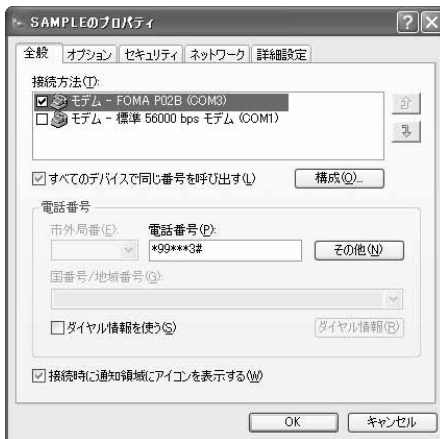 SAMPLEのプロパティ
全般 オプション セキュリティ ネットワーク 詳細設定
接続方法(T):
モデム - FOMA P02B (COM3)
モデム - 標準 56000 bps モデム (COM1)
すべてのデバイスで同じ番号を呼び出す(L) 構成(O)...
電話番号
市外局番(E): 電話番号(P):
*99***3# その他(N)
国番号/地域番号(G):
ダイヤル情報を使う(S) ダイヤル情報(R)
接続時に通知領域にアイコンを表示する(W)
OK キャンセル